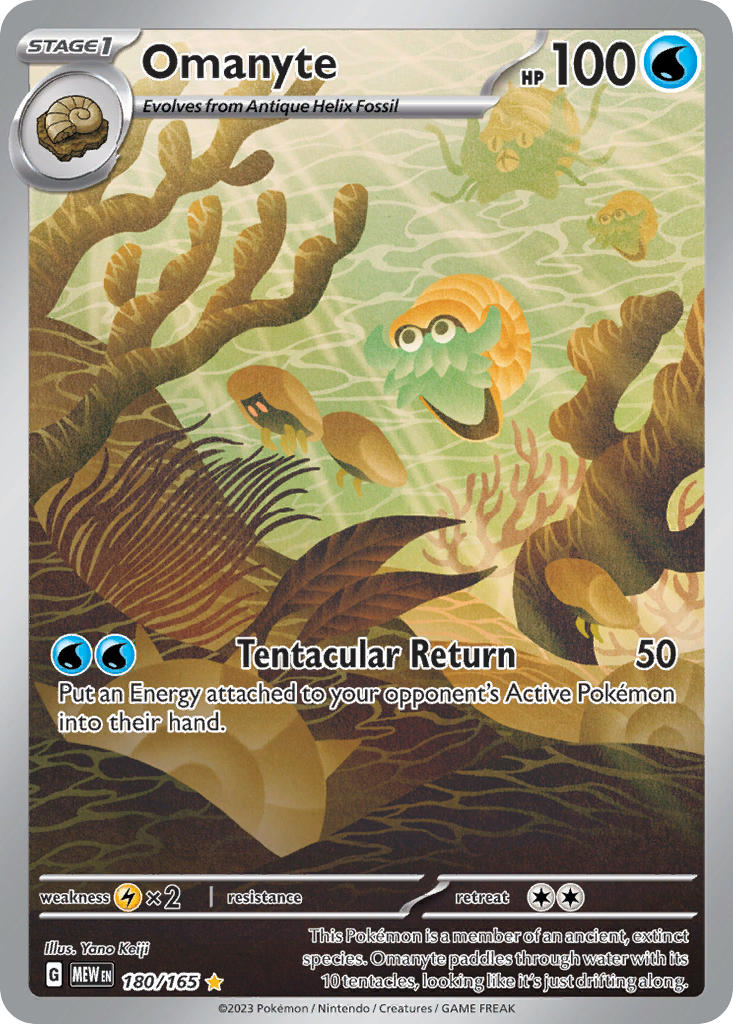 STAGE 1
Omanyte
HP 100
Evolves from Antique Helix Fossil
Tentacular Return 50
Put an Energy attached to your opponent's Active Pokémon
into their hand.
weakness ×2 resistance retreat
Illus. Yano Keiji
This Pokémon is a member of an ancient, extinct
species. Omanyte paddles through water with its
10 tentacles, looking like it's just drifting along.
G MEW EN 180/165
©2023 Pokémon / Nintendo / Creatures / GAME FREAK